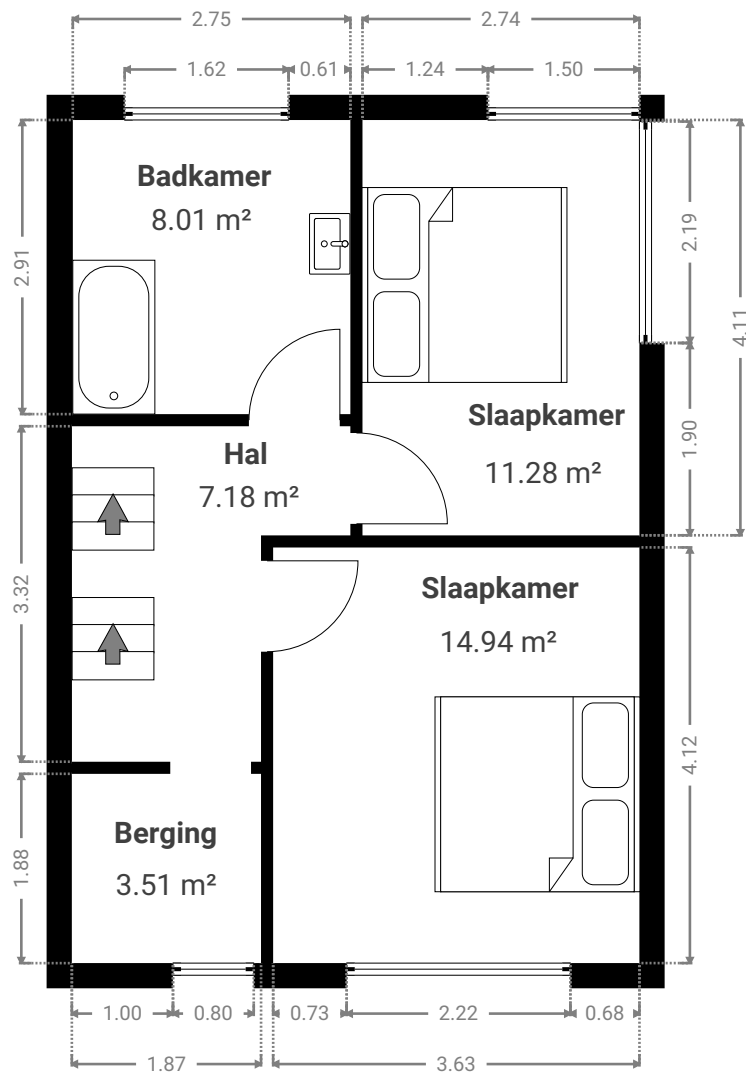 2.75
2.74
1.62
0.61
1.24
1.50
Badkamer
8.01 m²
2.91
2.19
4.11
Slaapkamer
11.28 m²
1.90
Hal
7.18 m²
3.32
Slaapkamer
14.94 m²
4.12
Berging
3.51 m²
1.88
1.00
0.80
0.73
2.22
0.68
1.87
3.63